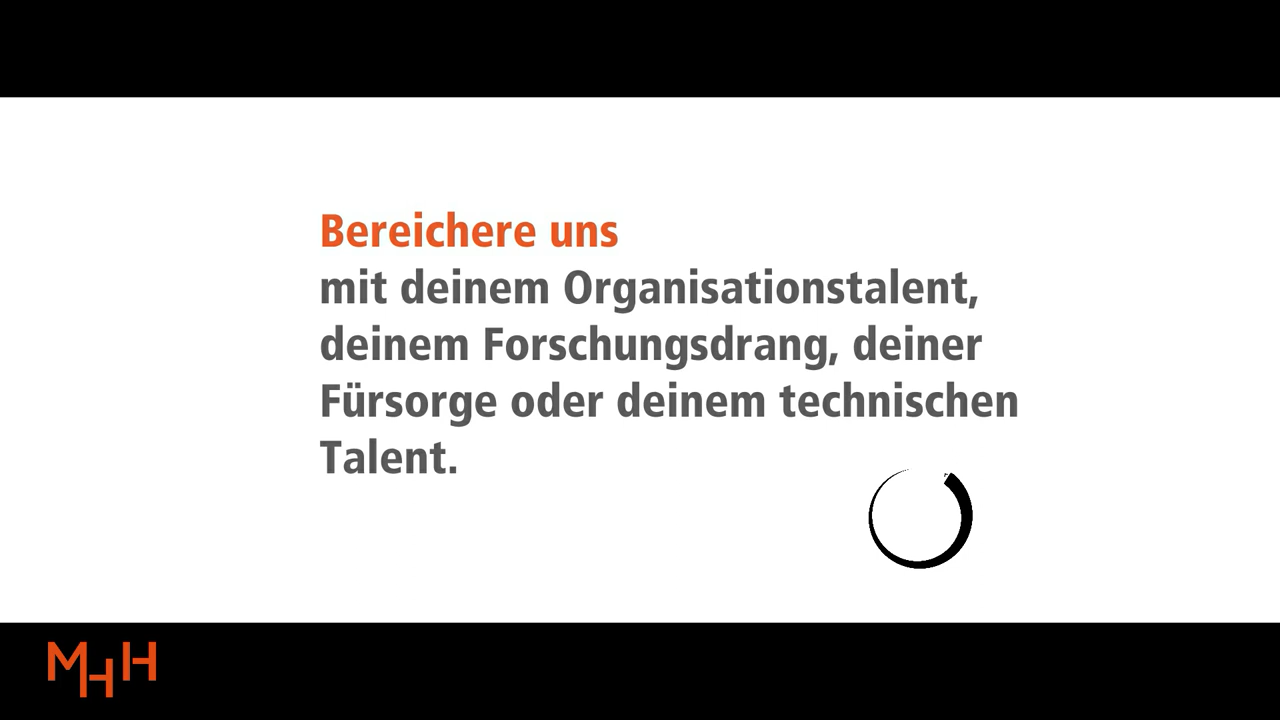 Bereichere uns
mit deinem Organisationstalent,
deinem Forschungsdrang, deiner
Fürsorge oder deinem technischen
Talent.
MHH